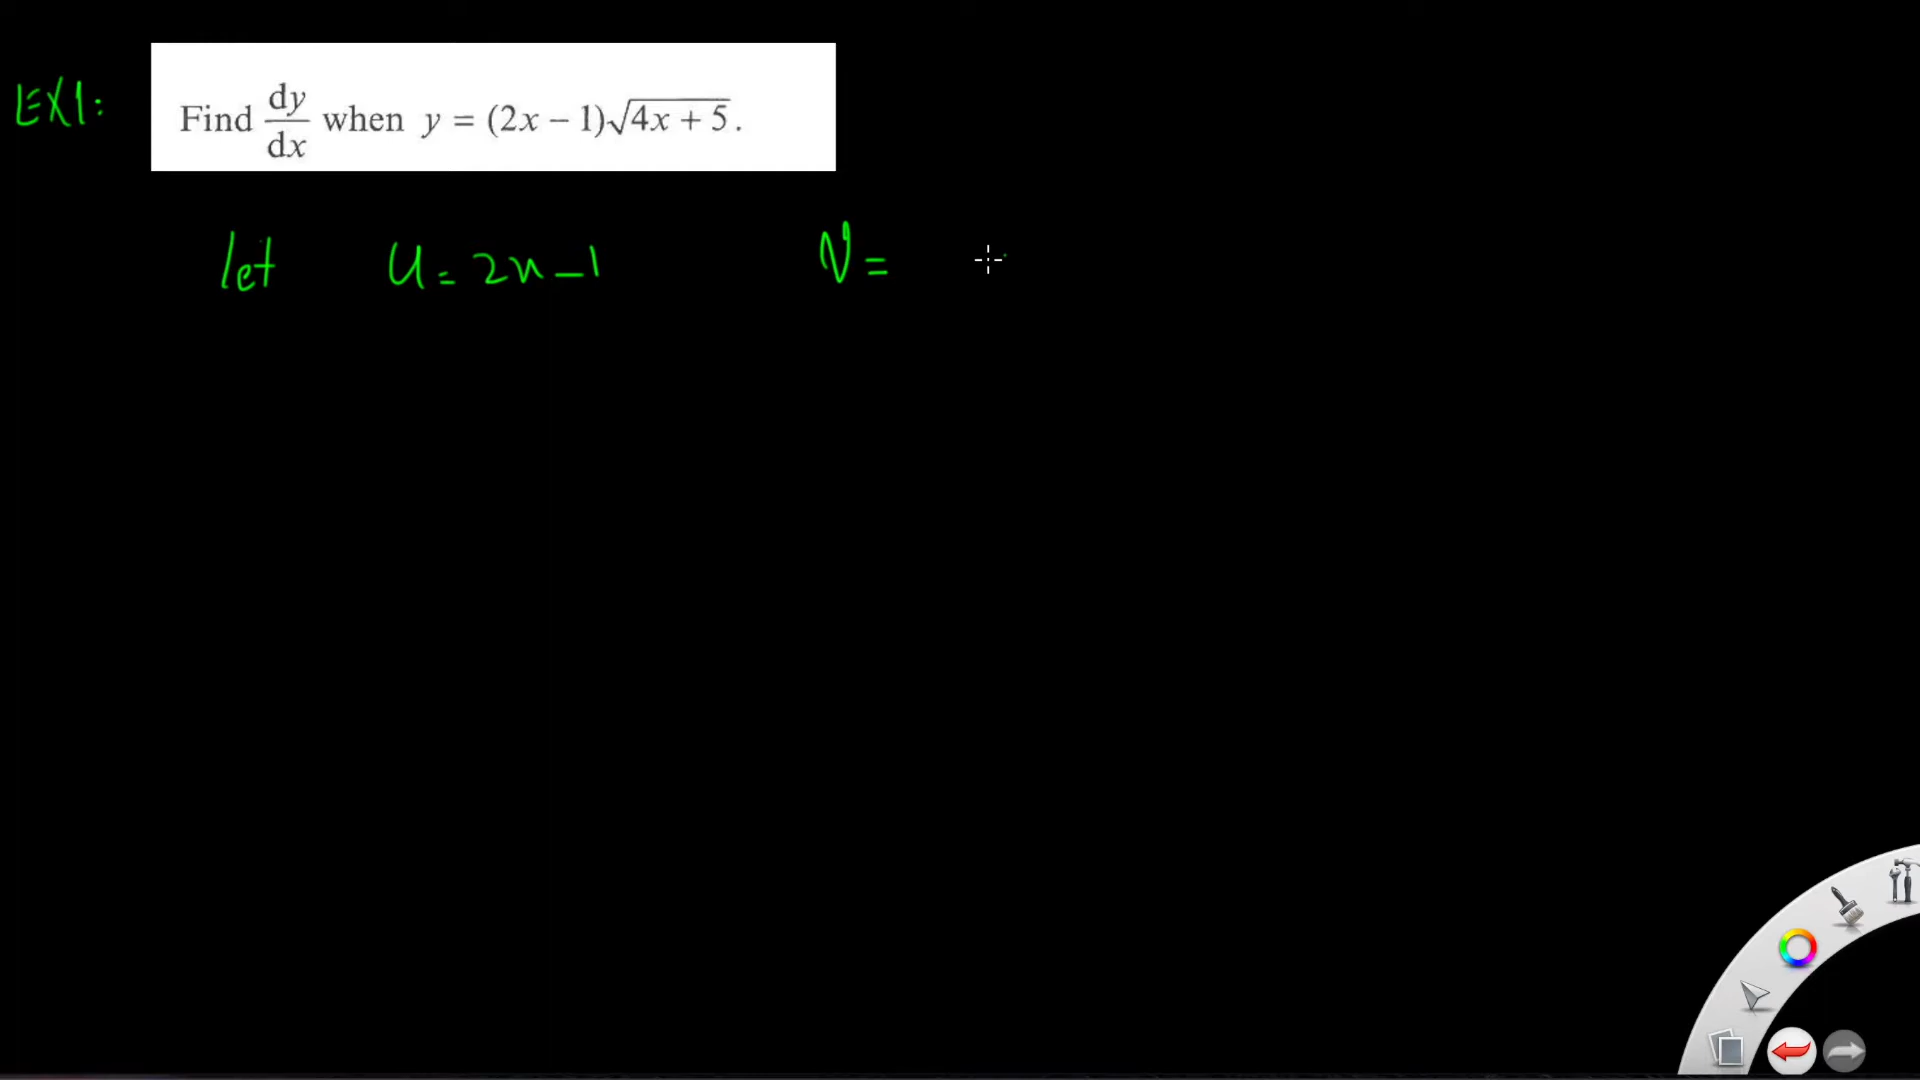 EX1: Find dy/dx when y = (2x − 1)√(4x + 5).
let u = 2x − 1 v =